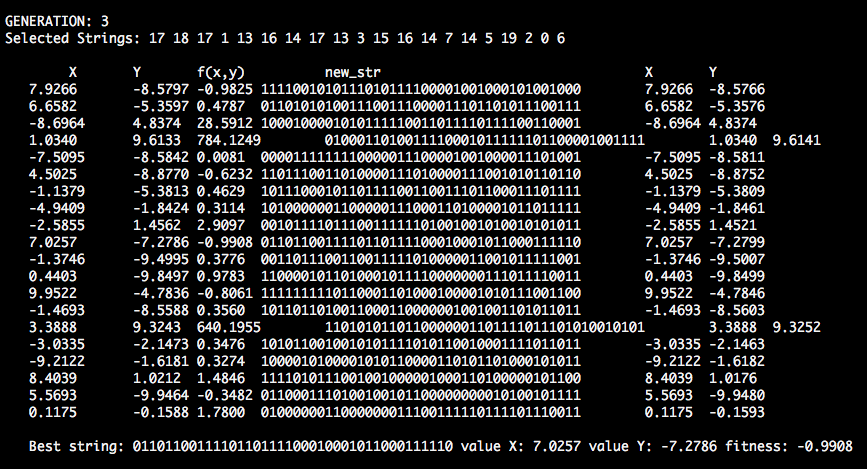 GENERATION: 3
Selected Strings: 17 18 17 1 13 16 14 17 13 3 15 16 14 7 14 5 19 2 0 6
X Y f(x,y) new_str X Y
7.9266 -8.5797 -0.9825 1111001010111010111100001001000101001000 7.9266 -8.5766
6.6582 -5.3597 0.4787 0110101010011100111000011101101011100111 6.6582 -5.3576
-8.6964 4.8374 28.5912 1000100001010111110011011110111100110001 -8.6964 4.8374
1.0340 9.6133 784.1249 0100011010011110001011111101100001001111 1.0340 9.6141
-7.5095 -8.5842 0.0081 0000111111110000011100001001000011101001 -7.5095 -8.5811
4.5025 -8.8770 -0.6232 1101110011010000111010000111001010110110 4.5025 -8.8752
-1.1379 -5.3813 0.4629 1011100010110111100110011101100011101101 -1.1379 -5.3809
-4.9409 -1.8424 0.3114 1010000001100000111000110100001011011111 -4.9409 -1.8461
-2.5855 1.4562 2.9097 0010111101110011111101001001010010101011 -2.5855 1.4521
7.0257 -7.2786 -0.9908 0110110011110110111100010001011000111110 7.0257 -7.2799
-1.3746 -9.4995 0.3776 0011011100110011111010000011001011111001 -1.3746 -9.5007
0.4403 -9.8497 0.9783 1100001011010001011110000000111011110011 0.4403 -9.8499
9.9522 -4.7836 -0.8061 1111111110110001101000100001010111001100 9.9522 -4.7846
-1.4693 -8.5588 0.3560 1011011010011000110000001001001101011011 -1.4693 -8.5603
3.3888 9.3243 640.1955 1101010110110000001101111011101010010101 3.3888 9.3252
-3.0335 -2.1473 0.3476 1010110010010101111010110010001111011011 -3.0335 -2.1463
-9.2122 -1.6181 0.3274 1000010100001010110000110101101000101011 -9.2122 -1.6182
8.4039 1.0212 1.4846 1111010111001001000001000110100000101100 8.4039 1.0176
5.5693 -9.9464 -0.3482 0110001110100100101100000000010100101111 5.5693 -9.9480
0.1175 -0.1588 1.7800 0100000011000000011100111110111101110011 0.1175 -0.1593
Best string: 0110110011110110111100010001011000111110 value X: 7.0257 value Y: -7.2786 fitness: -0.9908